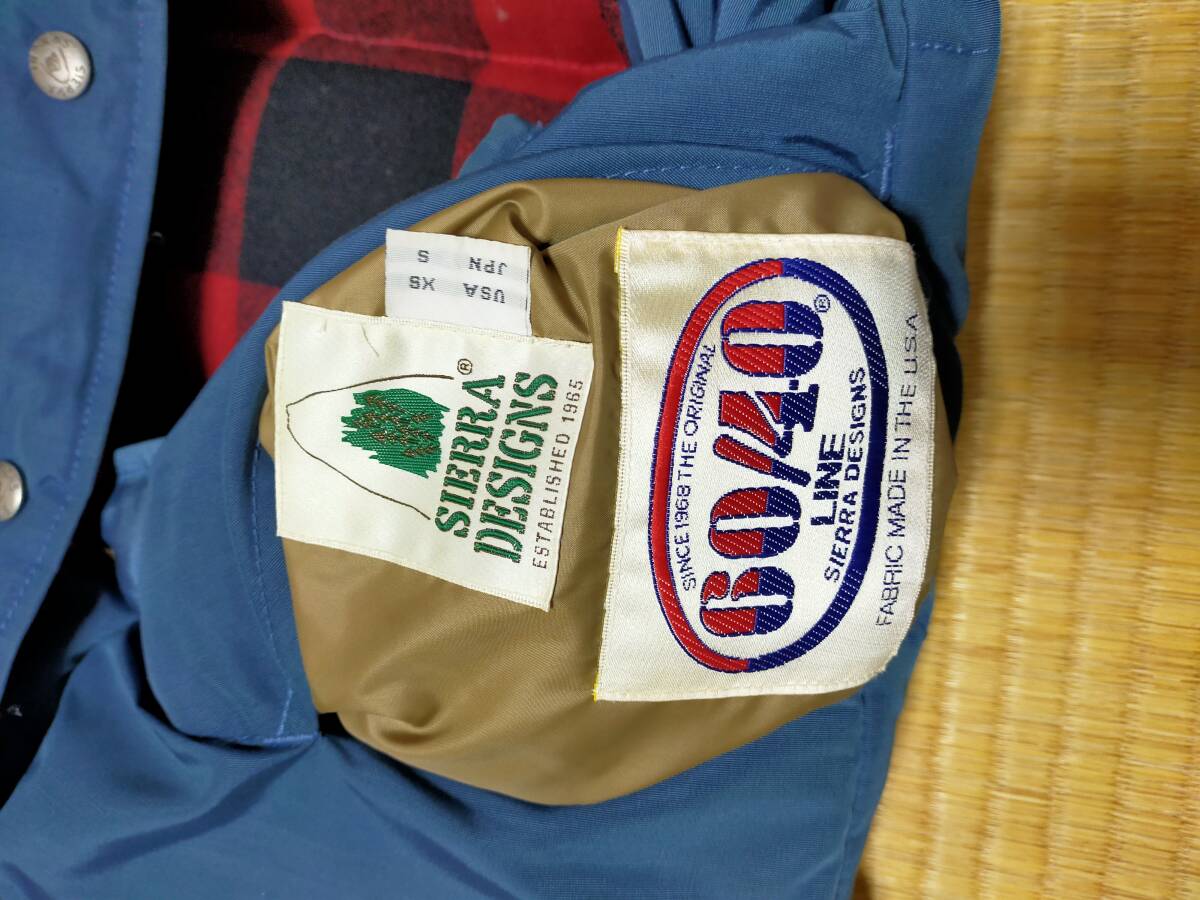 USA XS
JPN S
SIERRA
DESIGNS
®
ESTABLISHED 1965
SINCE 1968 THE ORIGINAL
60/40
®
LINE
SIERRA DESIGNS
FABRIC MADE IN THE U.S.A